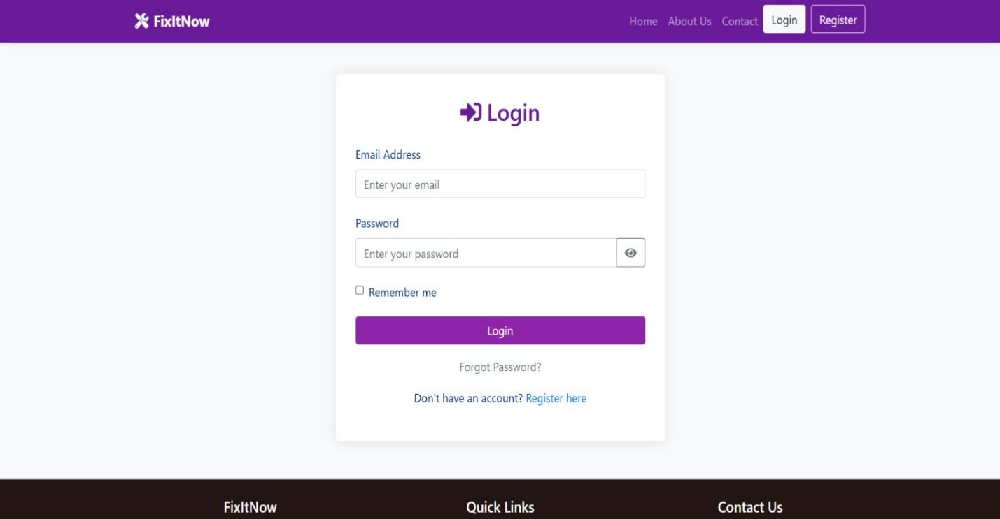 FixItNow
Home About Us Contact Login Register
Login
Email Address
Enter your email
Password
Enter your password
Remember me
Login
Forgot Password?
Don't have an account? Register here
FixItNow Quick Links Contact Us